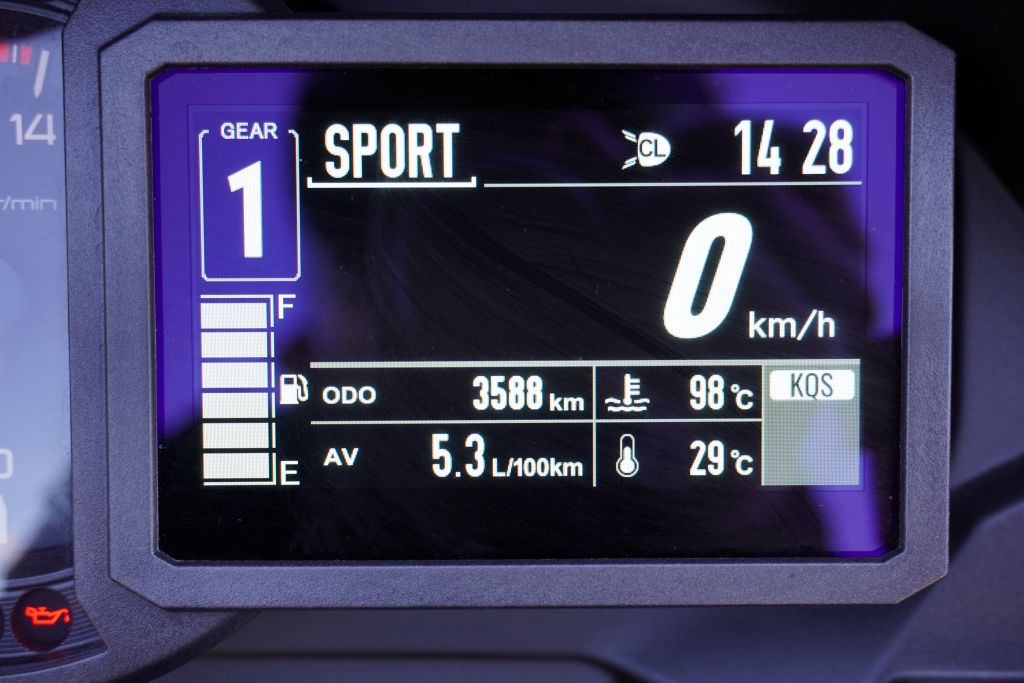 14
r/min
GEAR
1
SPORT
CL
14 28
0 km/h
F
E
ODO 3588 km
98 °C
KQS
AV 5.3 L/100km
29 °C